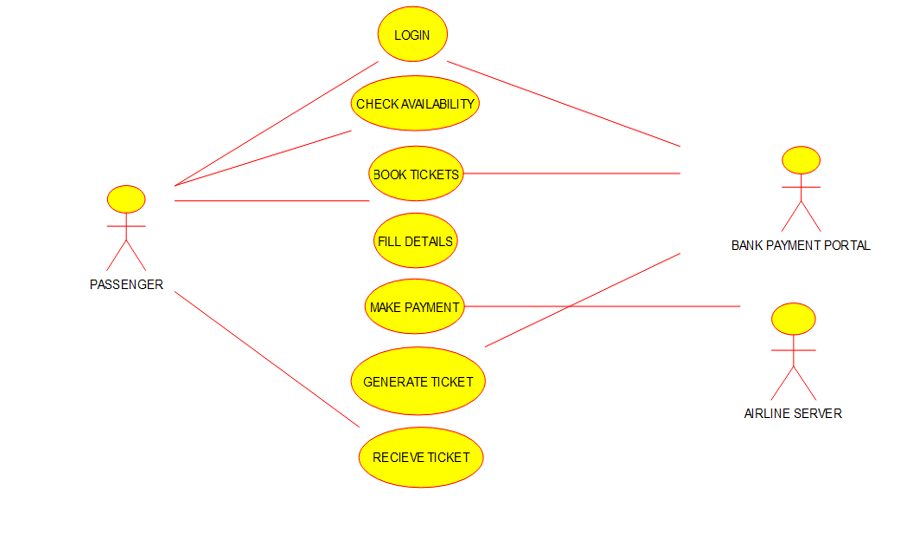 LOGIN
CHECK AVAILABILITY
BOOK TICKETS
FILL DETAILS
BANK PAYMENT PORTAL
PASSENGER
MAKE PAYMENT
GENERATE TICKET
AIRLINE SERVER
RECIEVE TICKET